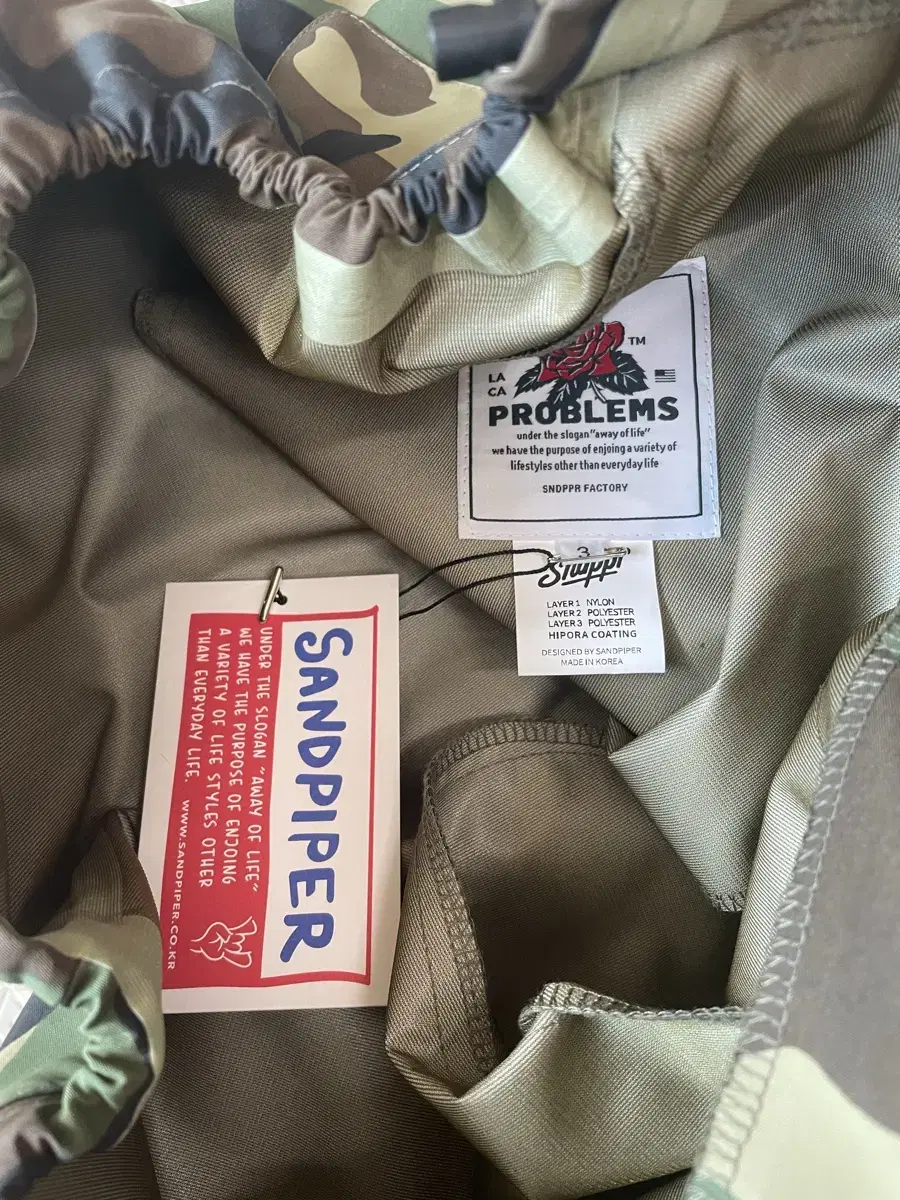 TM
LA
CA
PROBLEMS
under the slogan "away of life"
we have the purpose of enjoing a variety of
lifestyles other than everyday life
SNDPPR FACTORY
3
Sndppr
LAYER 1 NYLON
LAYER 2 POLYESTER
LAYER 3 POLYESTER
HIPORA COATING
DESIGNED BY SANDPIPER
MADE IN KOREA
SANDPIPER
UNDER THE SLOGAN "AWAY OF LIFE"
WE HAVE THE PURPOSE OF ENJOING
A VARIETY OF LIFE STYLES OTHER
THAN EVERYDAY LIFE.
WWW.SANDPIPER.CO.KR